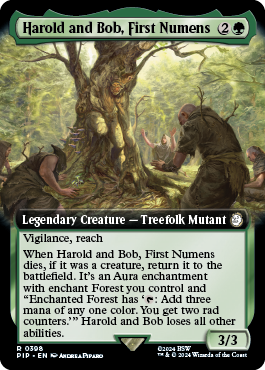 Harold and Bob, First Numens 2
Legendary Creature — Treefolk Mutant
Vigilance, reach
When Harold and Bob, First Numens
dies, if it was a creature, return it to the
battlefield. It's an Aura enchantment
with enchant Forest you control and
“Enchanted Forest has ‘: Add three
mana of any one color. You get two rad
counters.’” Harold and Bob loses all other
abilities.
3/3
R 0398
PIP • EN Andrea Piparo
©2024 BSW
™ & © 2024 Wizards of the Coast